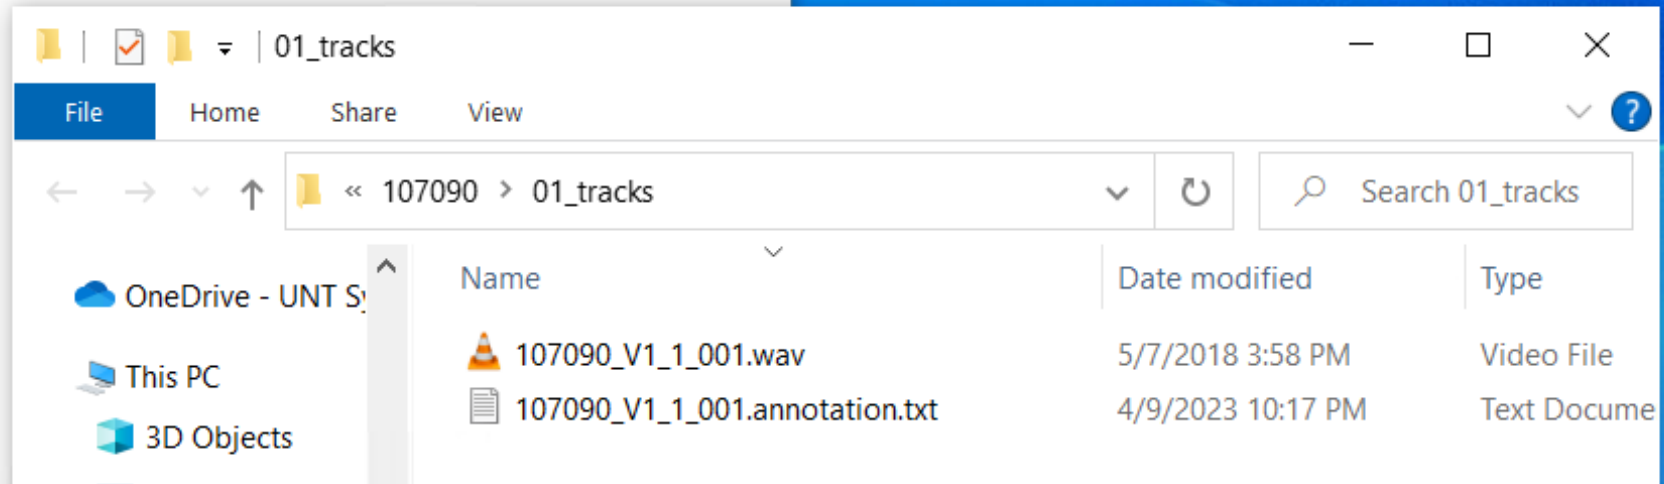 01_tracks
File Home Share View ?
« 107090 > 01_tracks Search 01_tracks
Name Date modified Type
OneDrive - UNT Sy
107090_V1_1_001.wav 5/7/2018 3:58 PM Video File
This PC
107090_V1_1_001.annotation.txt 4/9/2023 10:17 PM Text Docume
3D Objects